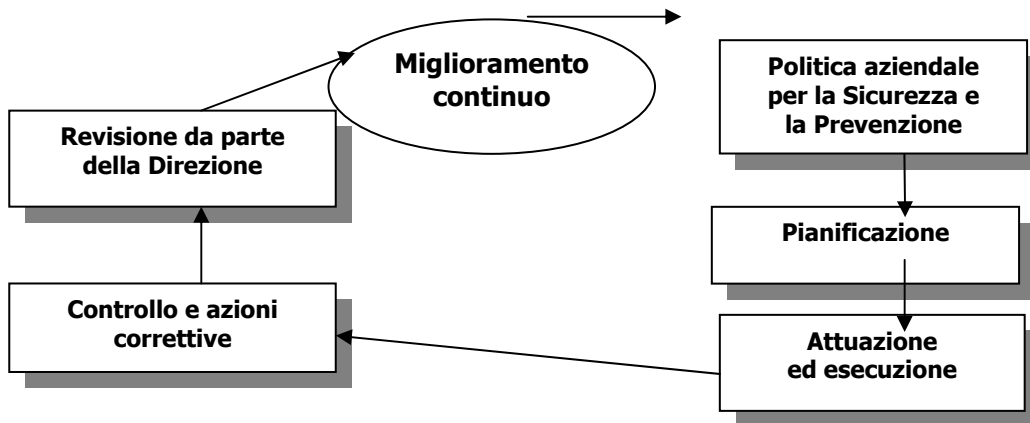 Miglioramento
continuo
Politica aziendale
per la Sicurezza e
la Prevenzione
Revisione da parte
della Direzione
Pianificazione
Controllo e azioni
correttive
Attuazione
ed esecuzione